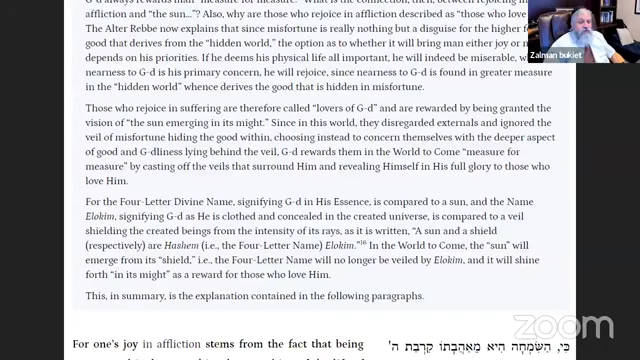 G-d always rewards man "measure for measure." What is the connection, then, between rejoicing in
affliction and "the sun..."? Also, why are those who rejoice in affliction described as "those who love
The Alter Rebbe now explains that since misfortune is really nothing but a disguise for the higher fo
good that derives from the "hidden world," the option as to whether it will bring man either joy or m
depends on his priorities. If he deems his physical life all important, he will indeed be miserable, w
nearness to G-d is his primary concern, he will rejoice, since nearness to G-d is found in greater measure
in the "hidden world" whence derives the good that is hidden in misfortune.
Those who rejoice in suffering are therefore called "lovers of G-d" and are rewarded by being granted the
vision of "the sun emerging in its might." Since in this world, they disregarded externals and ignored the
veil of misfortune hiding the good within, choosing instead to concern themselves with the deeper aspect
of good and G-dliness lying behind the veil, G-d rewards them in the World to Come "measure for
measure" by casting off the veils that surround Him and revealing Himself in His full glory to those who
love Him.
For the Four-Letter Divine Name, signifying G-d in His Essence, is compared to a sun, and the Name
Elokim, signifying G-d as He is clothed and concealed in the created universe, is compared to a veil
shielding the created beings from the intensity of its rays, as it is written, "A sun and a shield
(respectively) are Hashem (i.e., the Four-Letter Name) Elokim."16 In the World to Come, the "sun" will
emerge from its "shield," i.e., the Four-Letter Name will no longer be veiled by Elokim, and it will shine
forth "in its might" as a reward for those who love Him.
This, in summary, is the explanation contained in the following paragraphs.
For one's joy in affliction stems from the fact that being
כִּי, הַשִּׂמְחָה הִיא מֵאַהֲבָתוֹ קִרְבַת ה'
Zalman bukiet
zoom